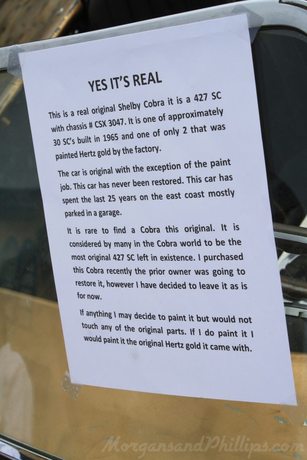 YES IT'S REAL
This is a real original Shelby Cobra it is a 427 SC
with chassis # CSX 3047. It is one of approximately
30 SC's built in 1965 and one of only 2 that was
painted Hertz gold by the factory.
The car is original with the exception of the paint
job. This car has never been restored. This car has
spent the last 25 years on the east coast mostly
parked in a garage.
It is rare to find a Cobra this original. It is
considered by many in the Cobra world to be the
most original 427 SC left in existence. I purchased
this Cobra recently the prior owner was going to
restore it, however I have decided to leave it as is
for now.
If anything I may decide to paint it but would not
touch any of the original parts. If I do paint it I
would paint it the original Hertz gold it came with.
MorgansandPhillips.com